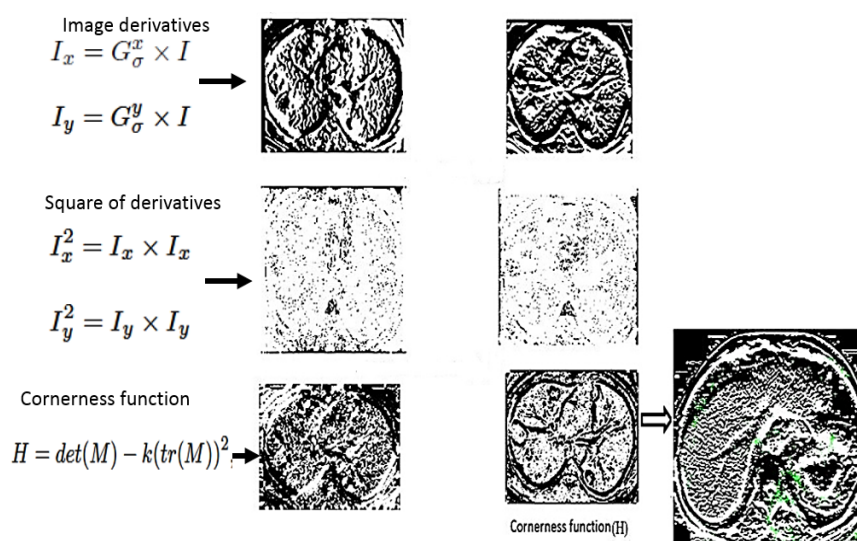 Image derivatives
I_x = G_σ^x × I
I_y = G_σ^y × I
Square of derivatives
I_x^2 = I_x × I_x
I_y^2 = I_y × I_y
Cornerness function
H = det(M) − k(tr(M))^2,
Cornerness function(H)